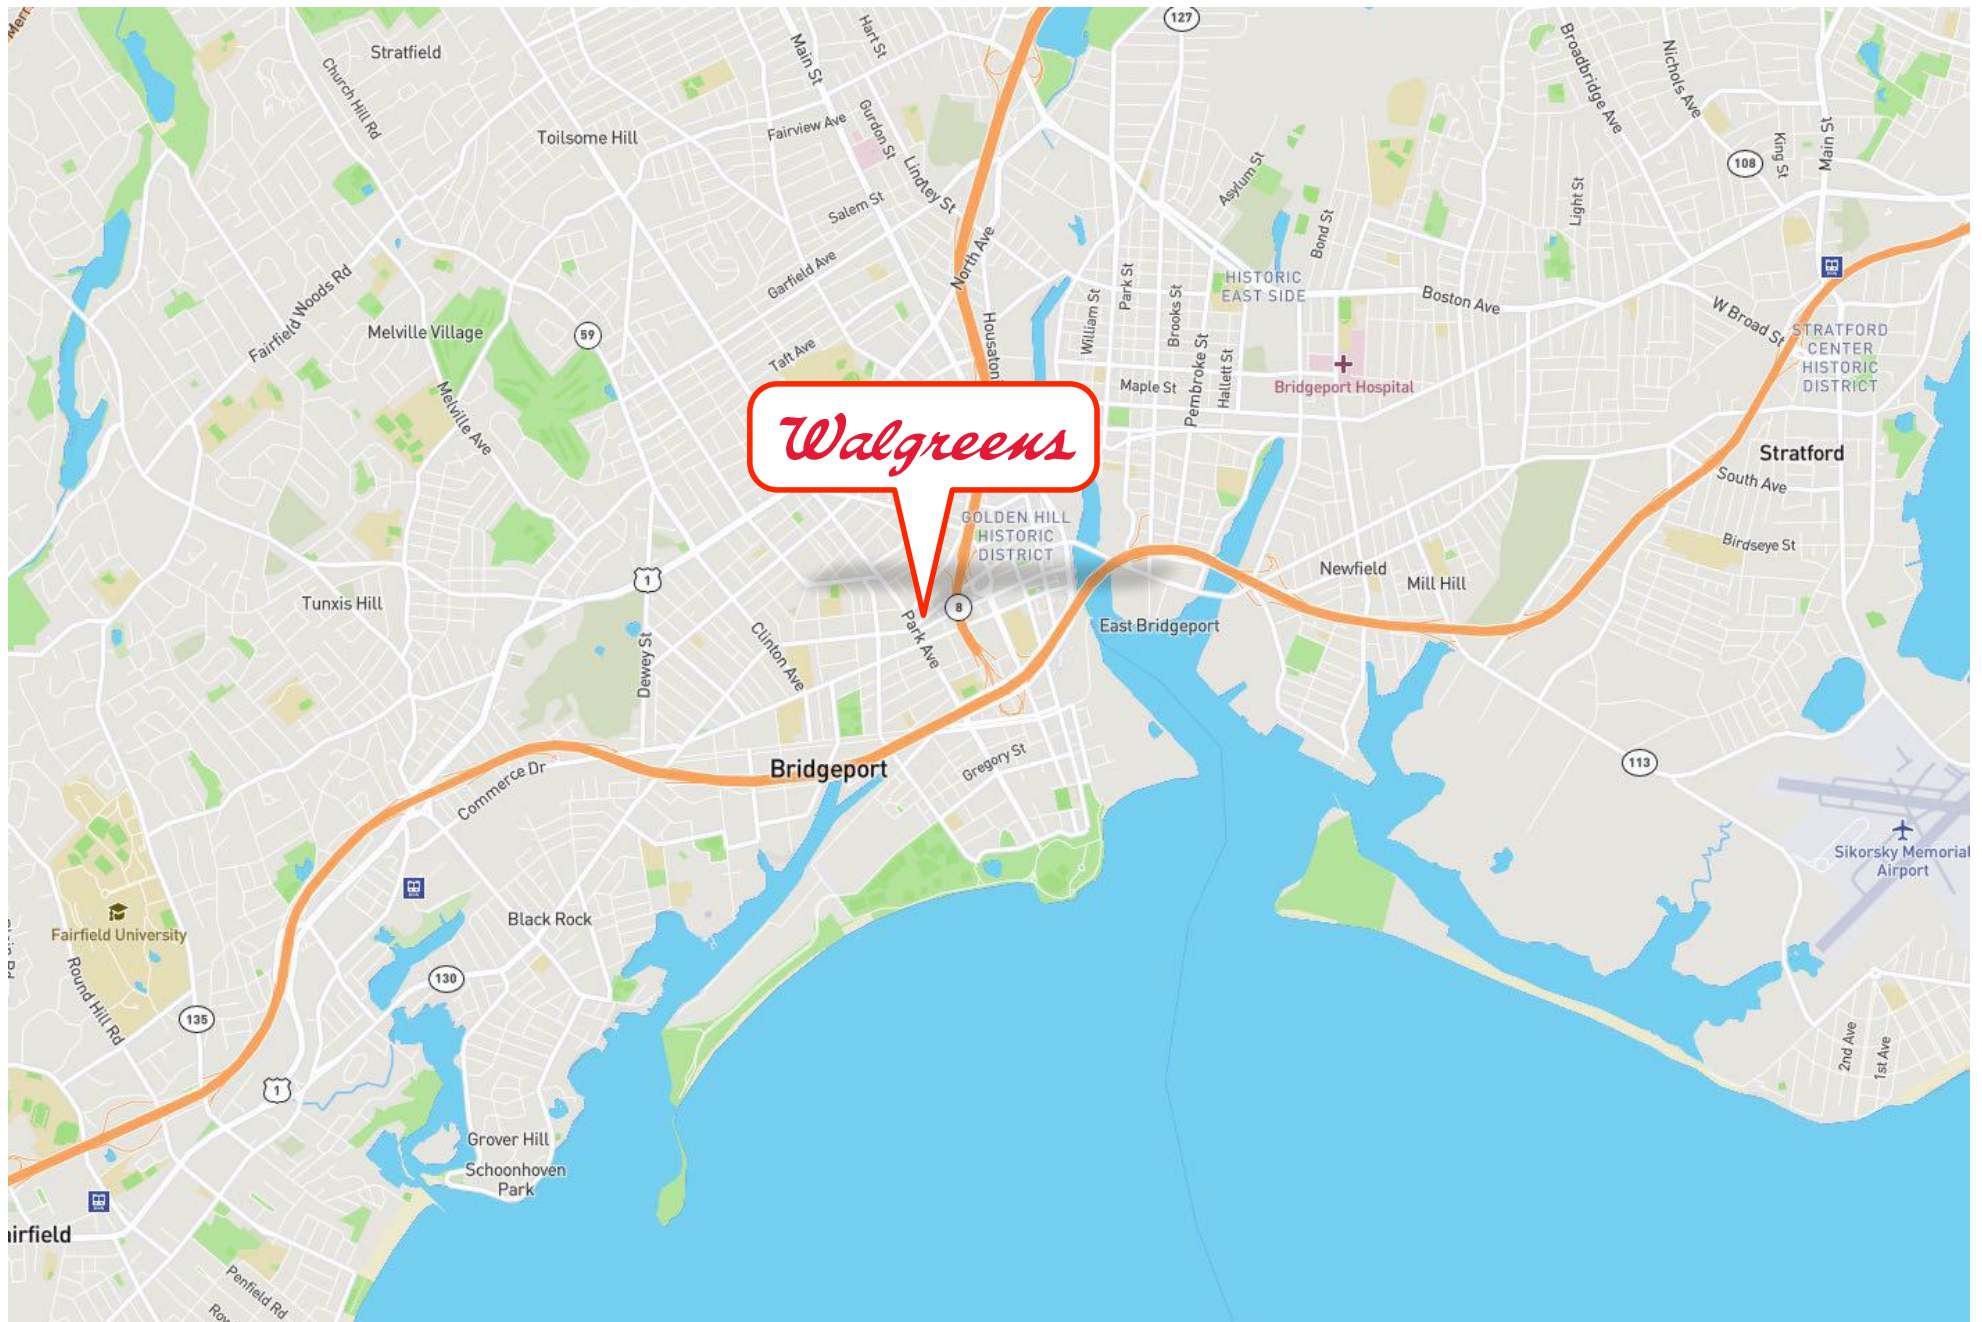 127
Stratfield
Church Hill Rd
Main St
Hart St
Broadbridge Ave
Nichols Ave
Toilsome Hill
Fairview Ave
Gurdon St
Lindley St
108
King St
Main St
Salem St
Asylum St
Bond St
Light St
North Ave
Garfield Ave
Park St
HISTORIC
EAST SIDE
Fairfield Woods Rd
William St
Brooks St
Boston Ave
W Broad St
Melville Village
59
Taft Ave
Pembroke St
Hallett St
STRATFORD
CENTER
HISTORIC
DISTRICT
Maple St
Bridgeport Hospital
Melville Ave
Walgreens
Stratford
South Ave
GOLDEN HILL
HISTORIC
DISTRICT
Birdseye St
1
Newfield
Mill Hill
Tunxis Hill
8
Park Ave
East Bridgeport
Clinton Ave
Dewey St
Bridgeport
Gregory St
Commerce Dr
113
Sikorsky Memorial
Airport
Fairfield University
Black Rock
130
Round Hill Rd
135
2nd Ave
1st Ave
1
Grover Hill
Schoonhoven
Park
airfield
Penfield Rd